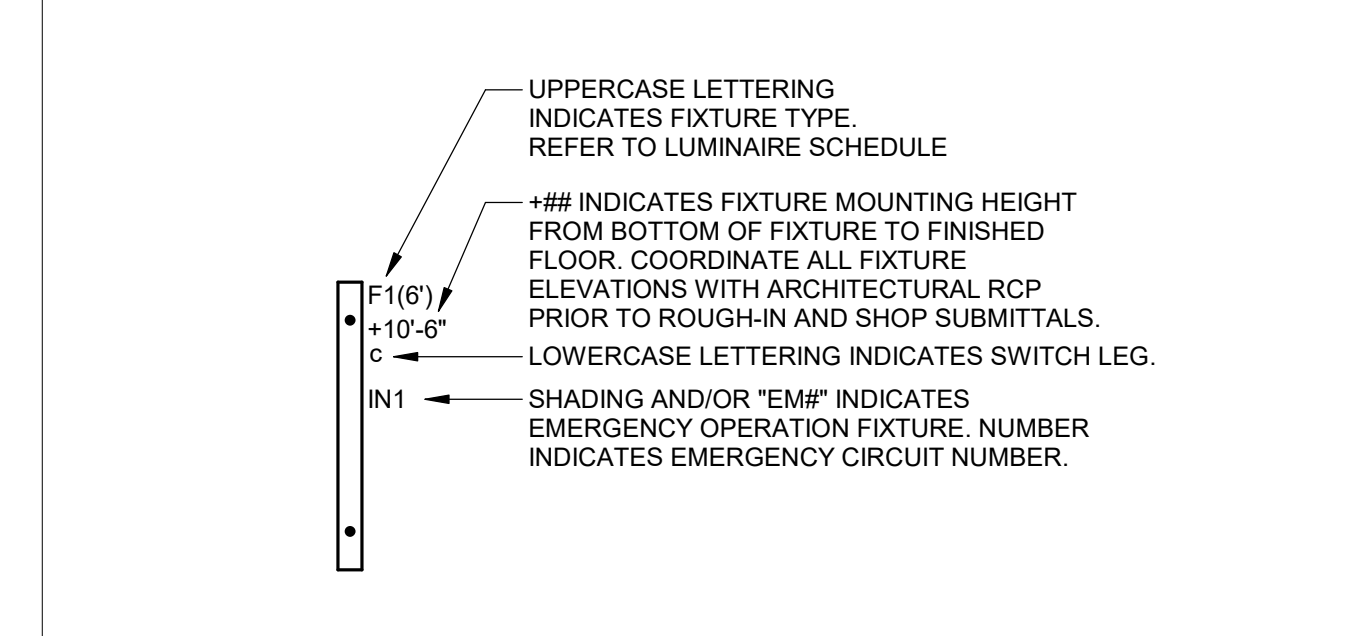 UPPERCASE LETTERING
INDICATES FIXTURE TYPE.
REFER TO LUMINAIRE SCHEDULE
+## INDICATES FIXTURE MOUNTING HEIGHT
FROM BOTTOM OF FIXTURE TO FINISHED
FLOOR. COORDINATE ALL FIXTURE
ELEVATIONS WITH ARCHITECTURAL RCP
PRIOR TO ROUGH-IN AND SHOP SUBMITTALS.
F1(6')
+10'-6"
c
LOWERCASE LETTERING INDICATES SWITCH LEG.
IN1
SHADING AND/OR "EM#" INDICATES
EMERGENCY OPERATION FIXTURE. NUMBER
INDICATES EMERGENCY CIRCUIT NUMBER.